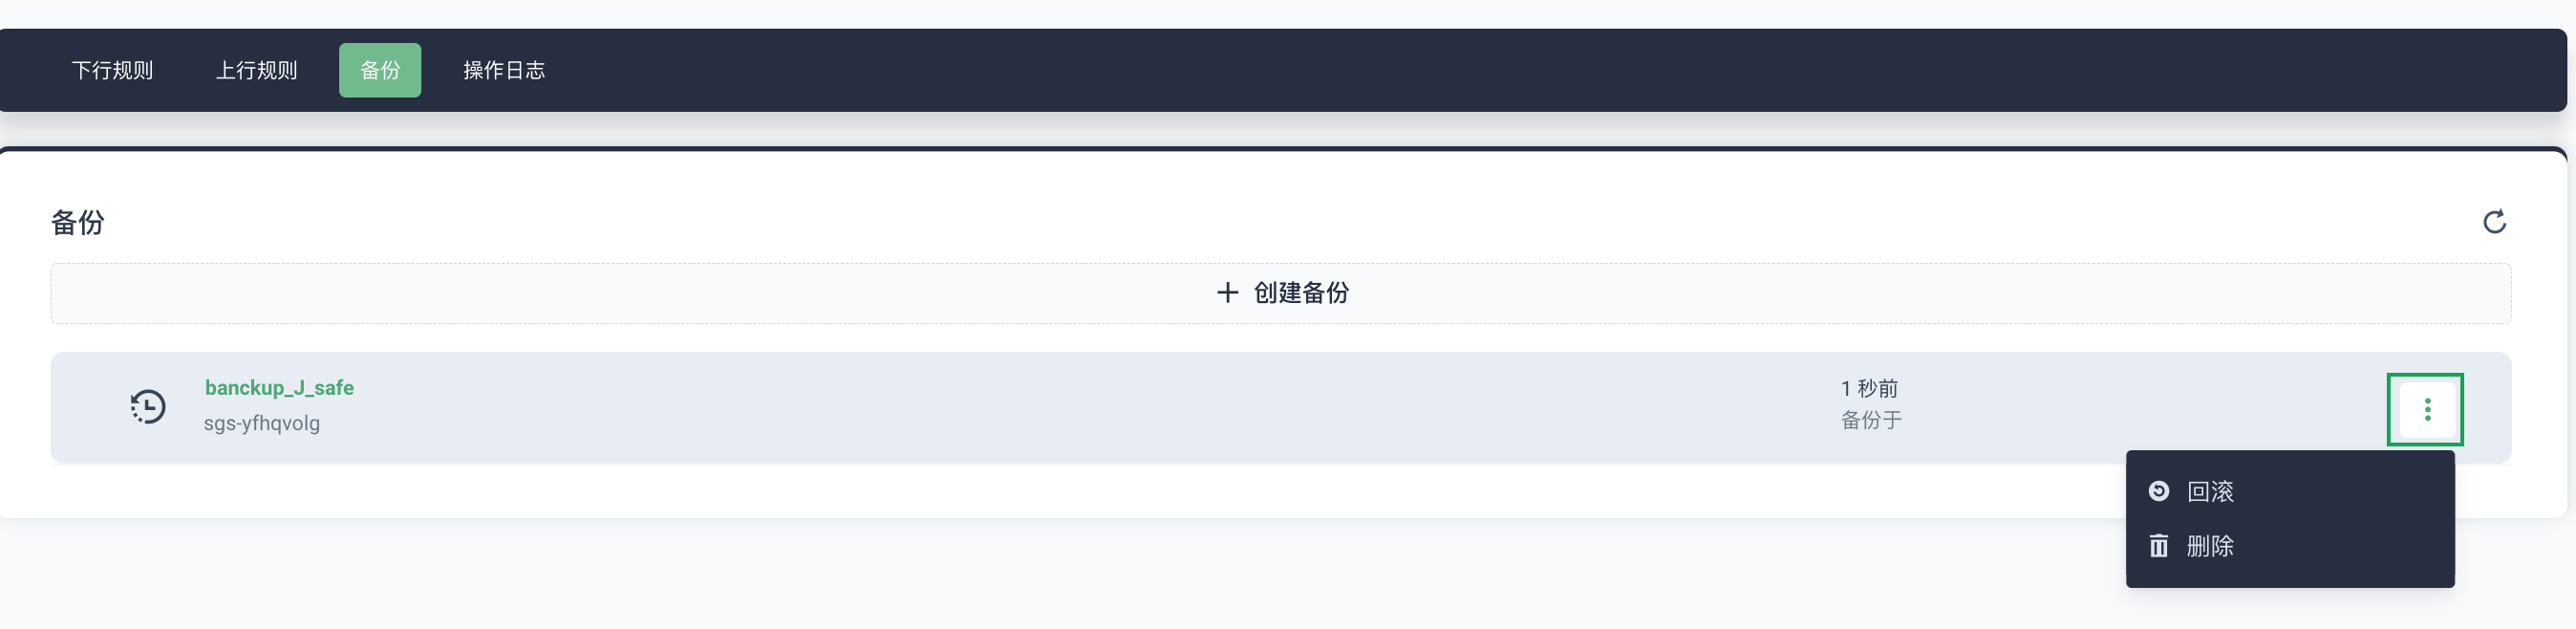 下行规则 上行规则 备份 操作日志
备份
创建备份
banckup_J_safe
sgs-yfhqvolg
1 秒前
备份于
回滚
删除